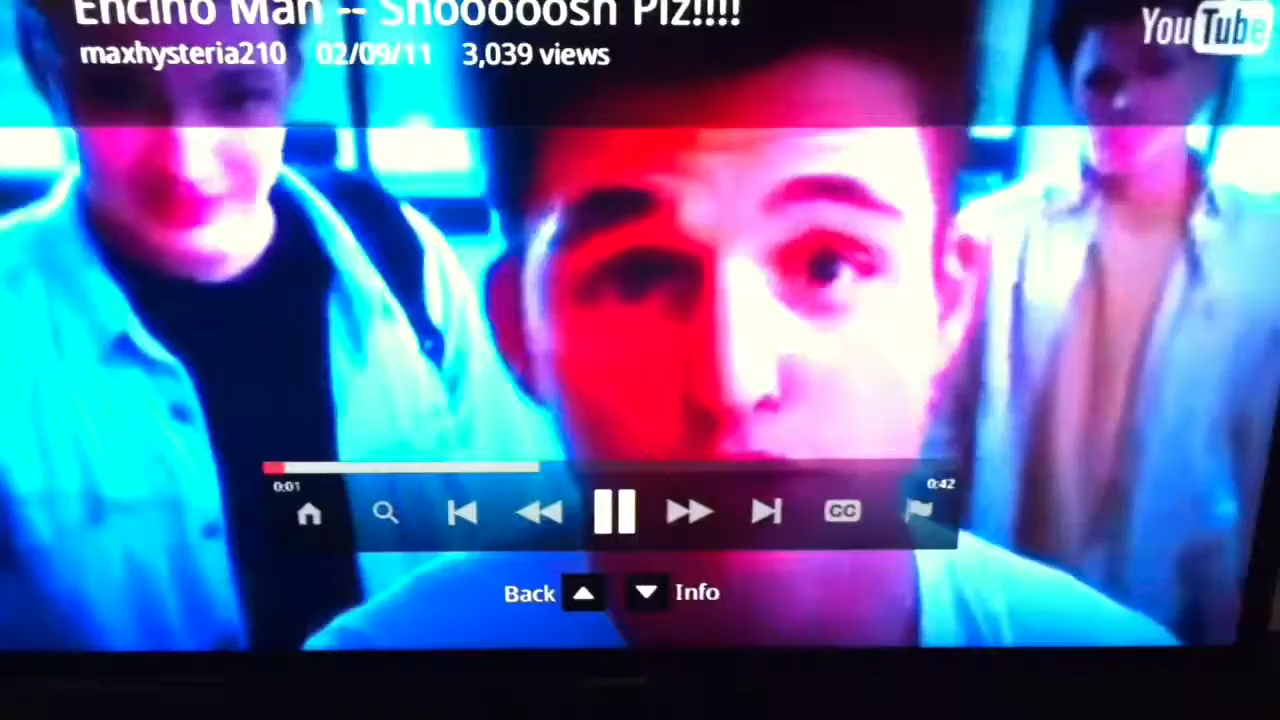 Encino Man -- Shooooosh Plz!!!!
YouTube
maxhysteria210 02/09/11 3,039 views
0:01
0:42
CC
Back
Info